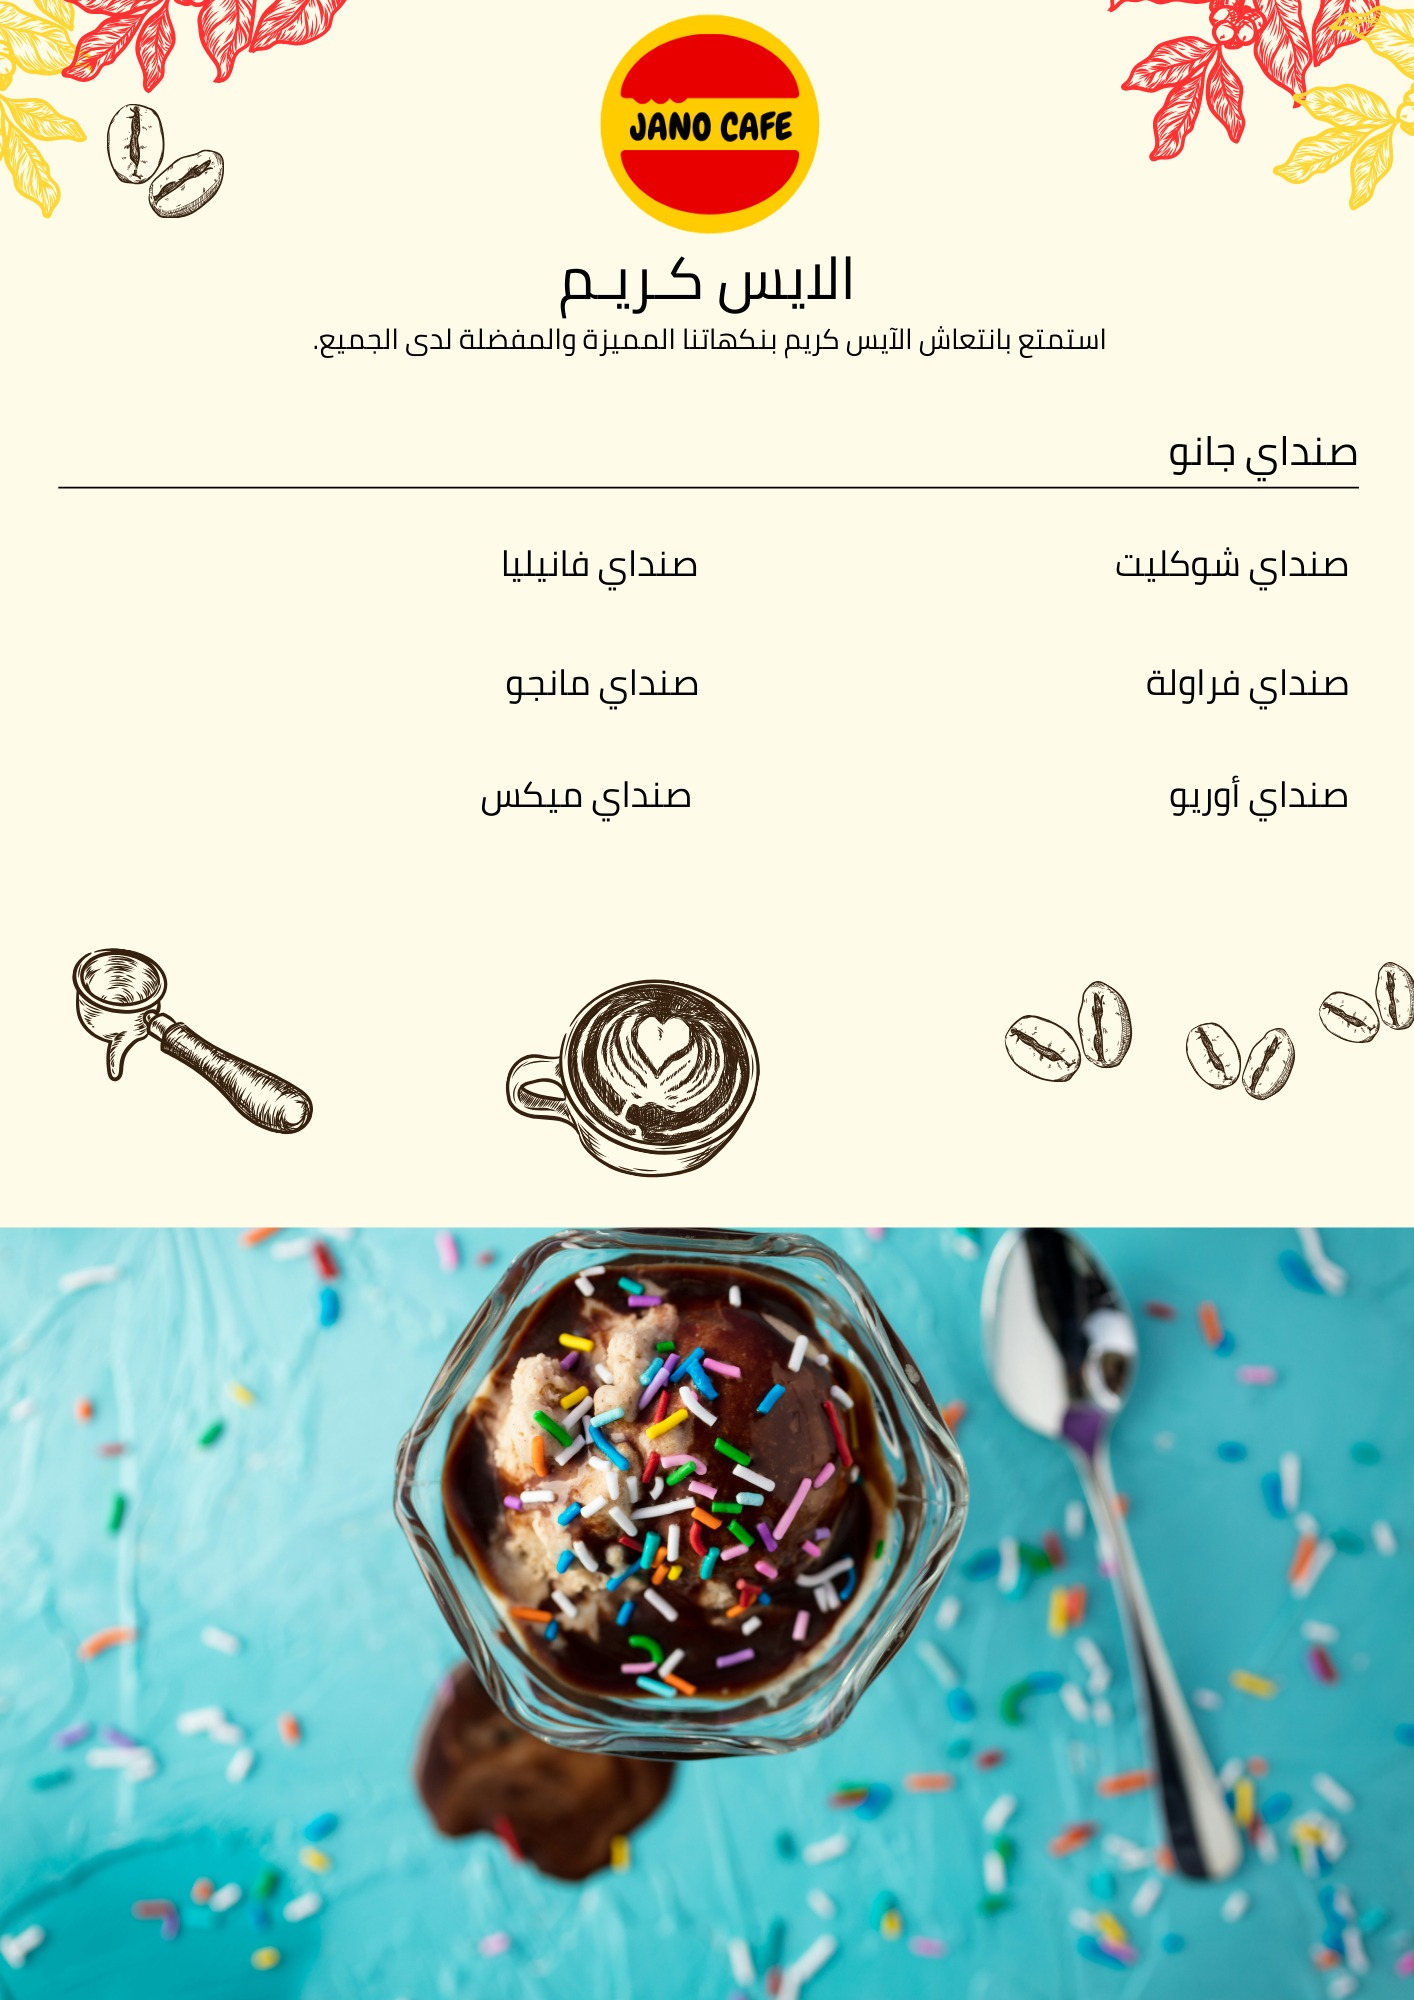 JANO CAFE
الايس كـريـم
استمتع بانتعاش الآيس كريم بنكهاتنا المميزة والمفضلة لدى الجميع.
صنداي جانو
صنداي شوكليت
صنداي فانيليا
صنداي فراولة
صنداي مانجو
صنداي أوريو
صنداي ميكس